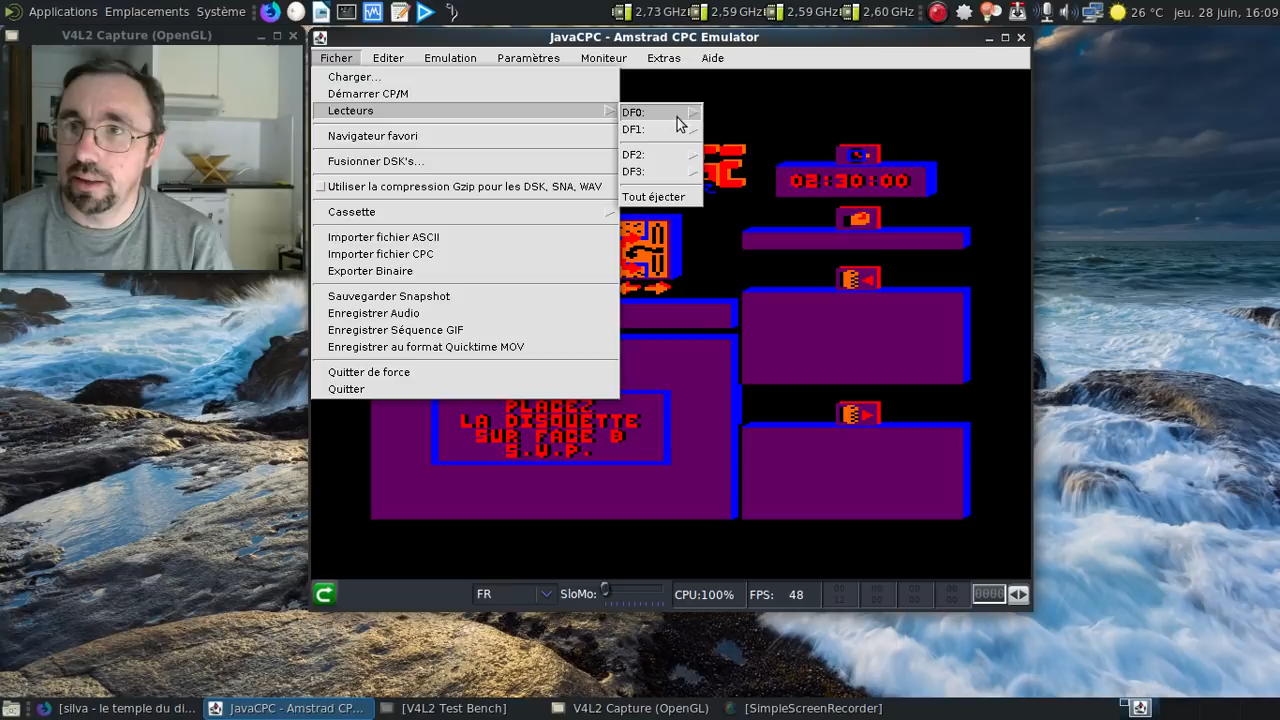 Applications Emplacements Système
2,73 GHz 2,59 GHz 2,59 GHz 2,60 GHz
26 °C jeu. 28 juin, 16:09
V4L2 Capture (OpenGL)
JavaCPC - Amstrad CPC Emulator
Ficher Editer Emulation Paramètres Moniteur Extras Aide
Charger...
Démarrer CP/M
Lecteurs
Navigateur favori
Fusionner DSK's...
Utiliser la compression Gzip pour les DSK, SNA, WAV
Cassette
Importer fichier ASCII
Importer fichier CPC
Exporter Binaire
Sauvegarder Snapshot
Enregistrer Audio
Enregistrer Séquence GIF
Enregistrer au format Quicktime MOV
Quitter de force
Quitter
DF0:
DF1:
DF2:
DF3:
Tout éjecter
02:30:00
PLACEZ
LA DISQUETTE
SUR FACE B
S.V.P.
FR SloMo: CPU:100% FPS: 48 0000
[silva - le temple du di... JavaCPC - Amstrad CP... [V4L2 Test Bench] V4L2 Capture (OpenGL) [SimpleScreenRecorder]